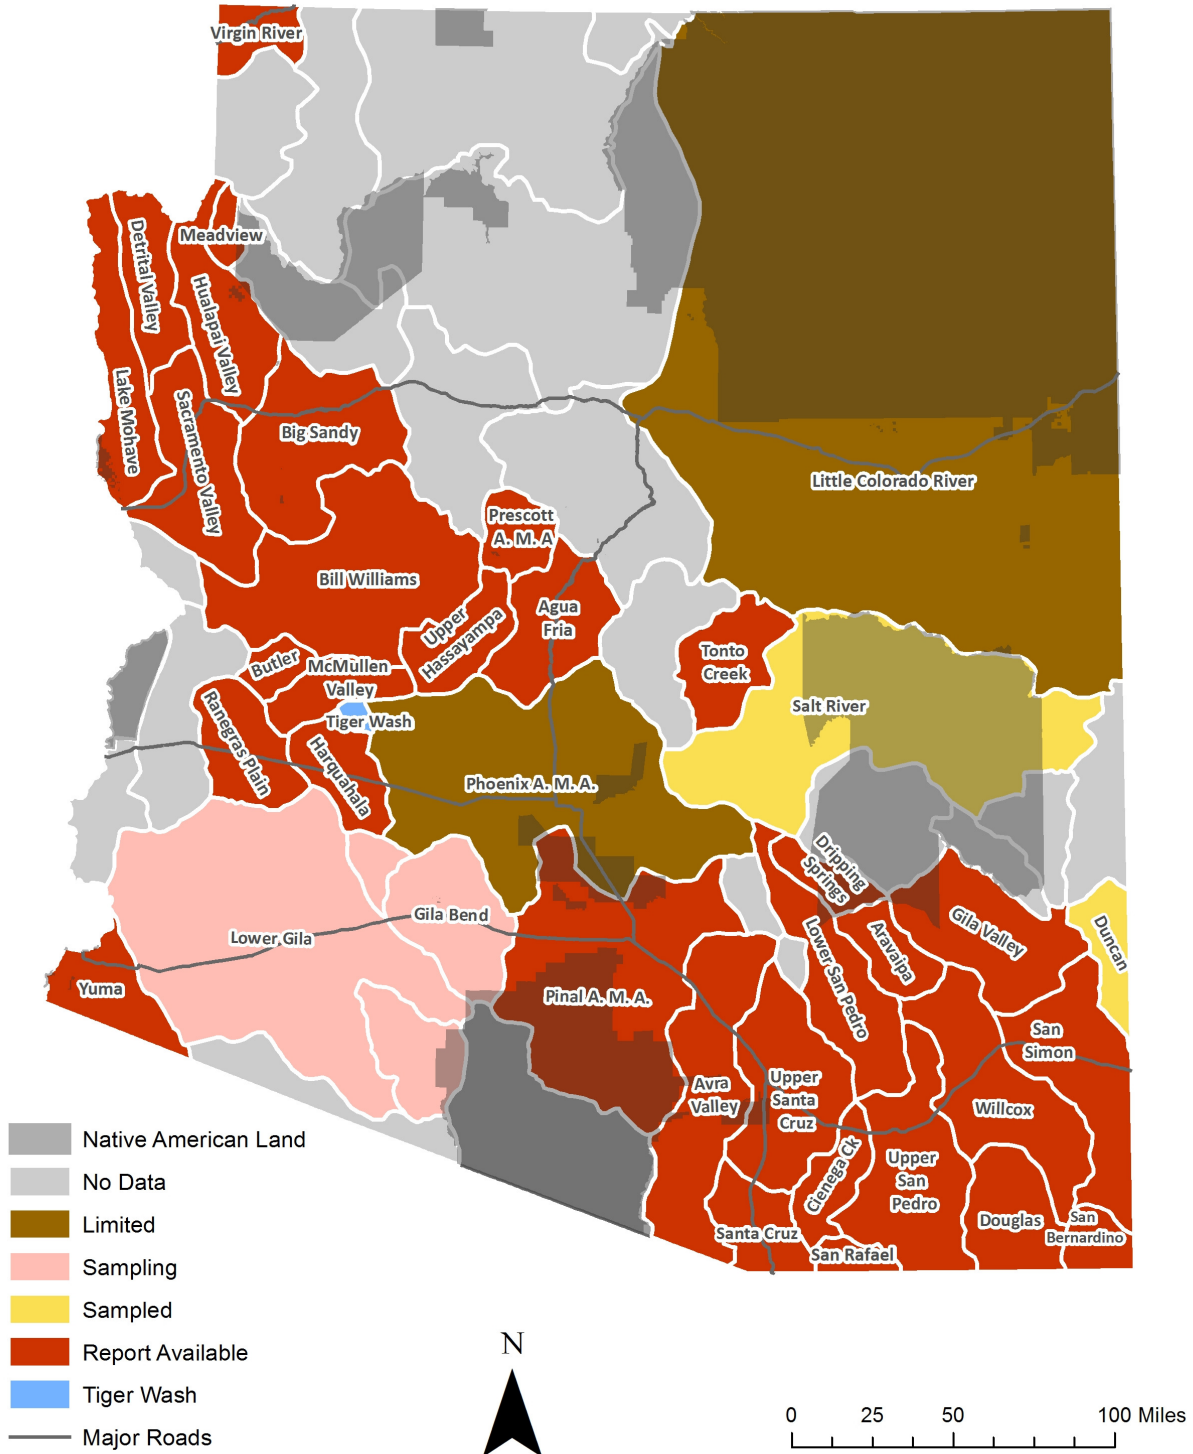 Virgin River
Meadview
Detrital Valley
Hualapai Valley
Lake Mohave
Sacramento Valley
Big Sandy
Little Colorado River
Prescott
A. M. A
Bill Williams
Agua
Fria
Upper
Hassayampa
Butler
McMullen
Valley
Tonto
Creek
Salt River
Tiger Wash
Ranegras Plain
Harquahala
Phoenix A. M. A.
Dripping
Springs
Gila Bend
Lower Gila
Gila Valley
Duncan
Aravaipa
Lower San Pedro
Yuma
Pinal A. M. A.
San
Simon
Avra
Valley
Upper
Santa
Cruz
Willcox
Cienega Ck
Upper
San
Pedro
Douglas
San
Bernardino
Santa Cruz
San Rafael
Native American Land
No Data
Limited
Sampling
Sampled
Report Available
Tiger Wash
Major Roads
N
0 25 50 100 Miles